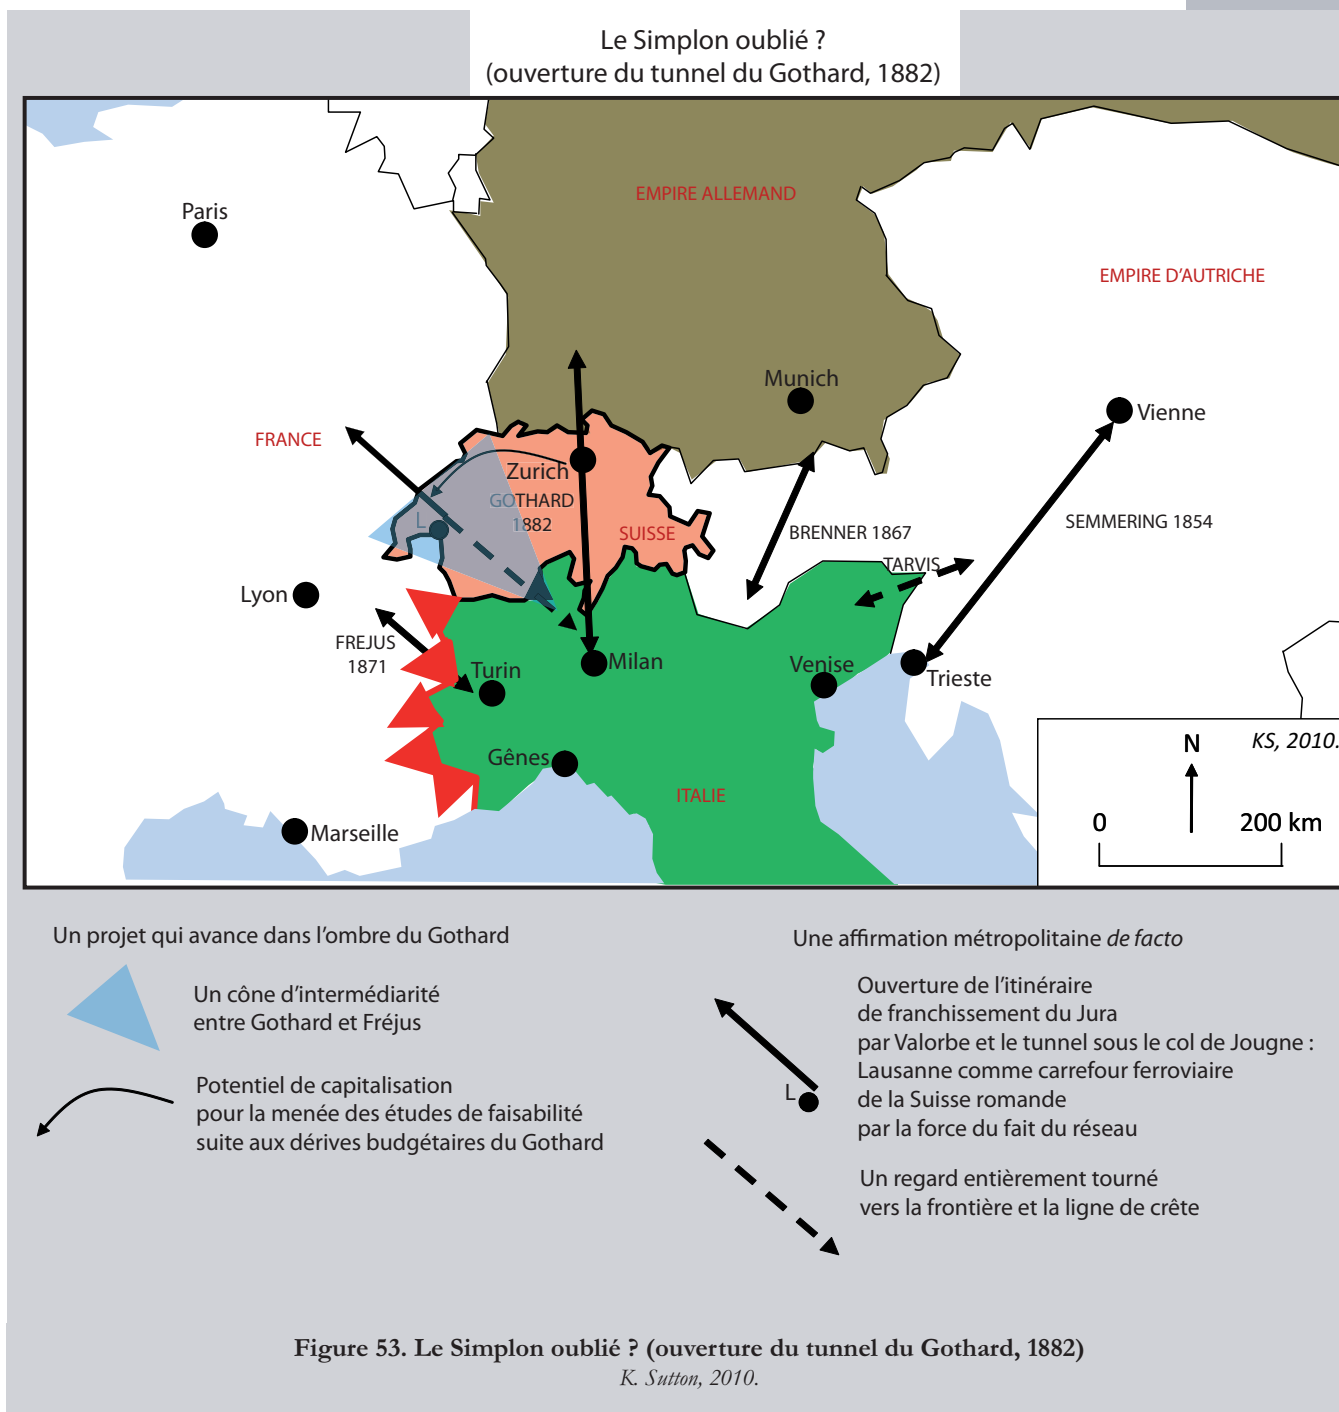 Le Simplon oublié ?
(ouverture du tunnel du Gothard, 1882)
EMPIRE ALLEMAND
Paris
EMPIRE D'AUTRICHE
Munich
Vienne
FRANCE
Zurich
GOTHARD
1882
L
SUISSE
SEMMERING 1854
BRENNER 1867
TARVIS
Lyon
FREJUS
1871
Turin
Milan
Venise
Trieste
Gênes
ITALIE
Marseille
KS, 2010.
N
0 200 km
Un projet qui avance dans l'ombre du Gothard
Un cône d'intermédiarité
entre Gothard et Fréjus
Potentiel de capitalisation
pour la menée des études de faisabilité
suite aux dérives budgétaires du Gothard
Une affirmation métropolitaine de facto
L
Ouverture de l'itinéraire
de franchissement du Jura
par Valorbe et le tunnel sous le col de Jougne :
Lausanne comme carrefour ferroviaire
de la Suisse romande
par la force du fait du réseau
Un regard entièrement tourné
vers la frontière et la ligne de crête
Figure 53. Le Simplon oublié ? (ouverture du tunnel du Gothard, 1882)
K. Sutton, 2010.